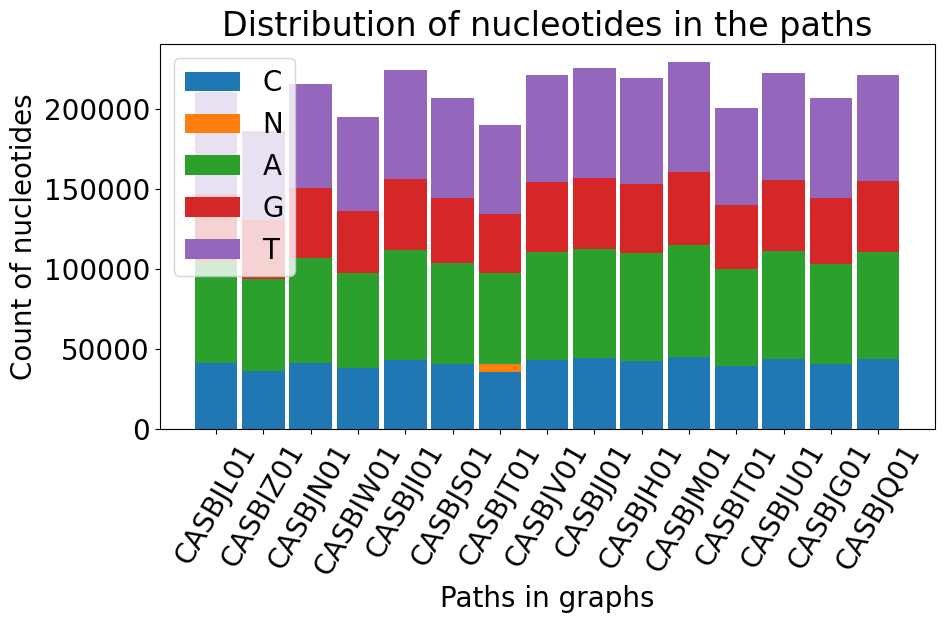 Distribution of nucleotides in the paths
Count of nucleotides
200000
150000
100000
50000
0
C
N
A
G
T
CASBJL01
CASBIZ01
CASBJN01
CASBIW01
CASBJI01
CASBJS01
CASBJT01
CASBJV01
CASBJJ01
CASBJH01
CASBJM01
CASBIT01
CASBJU01
CASBJG01
CASBJQ01
Paths in graphs